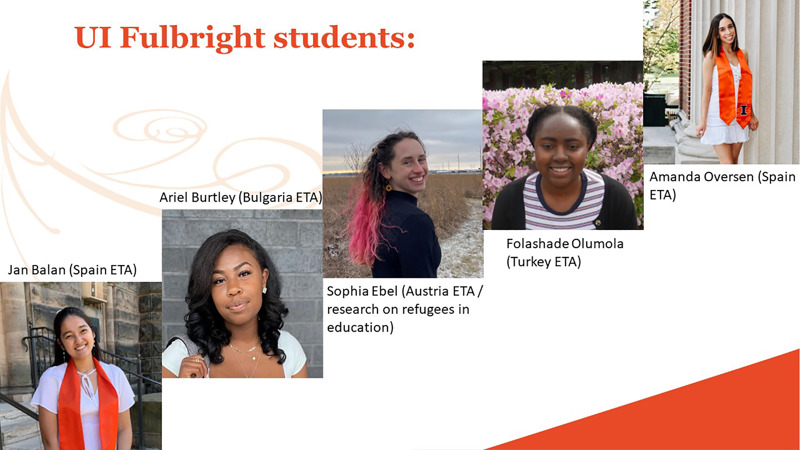 UI Fulbright students:
Jan Balan (Spain ETA)
Ariel Burtley (Bulgaria ETA)
Sophia Ebel (Austria ETA /
research on refugees in
education)
Folashade Olumola
(Turkey ETA)
Amanda Oversen (Spain
ETA)
I